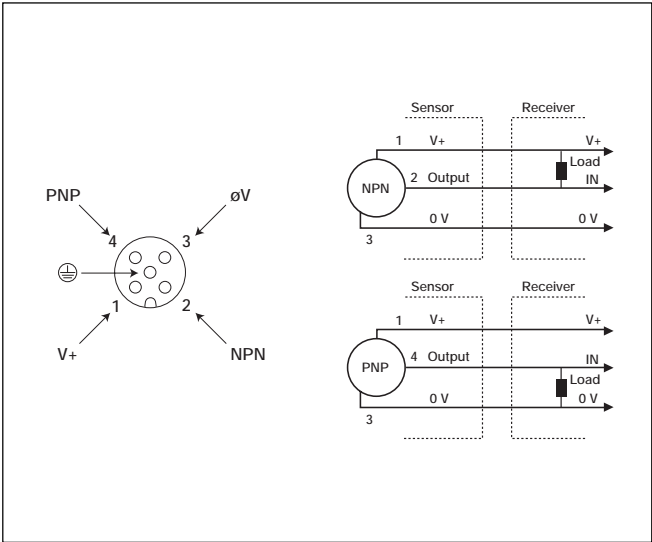 PNP
øV
4
3
1
2
V+
NPN
Sensor
Receiver
1
V+
V+
Load
NPN
2
Output
IN
0 V
0 V
3
Sensor
Receiver
1
V+
V+
PNP
4
Output
IN
Load
0 V
0 V
3